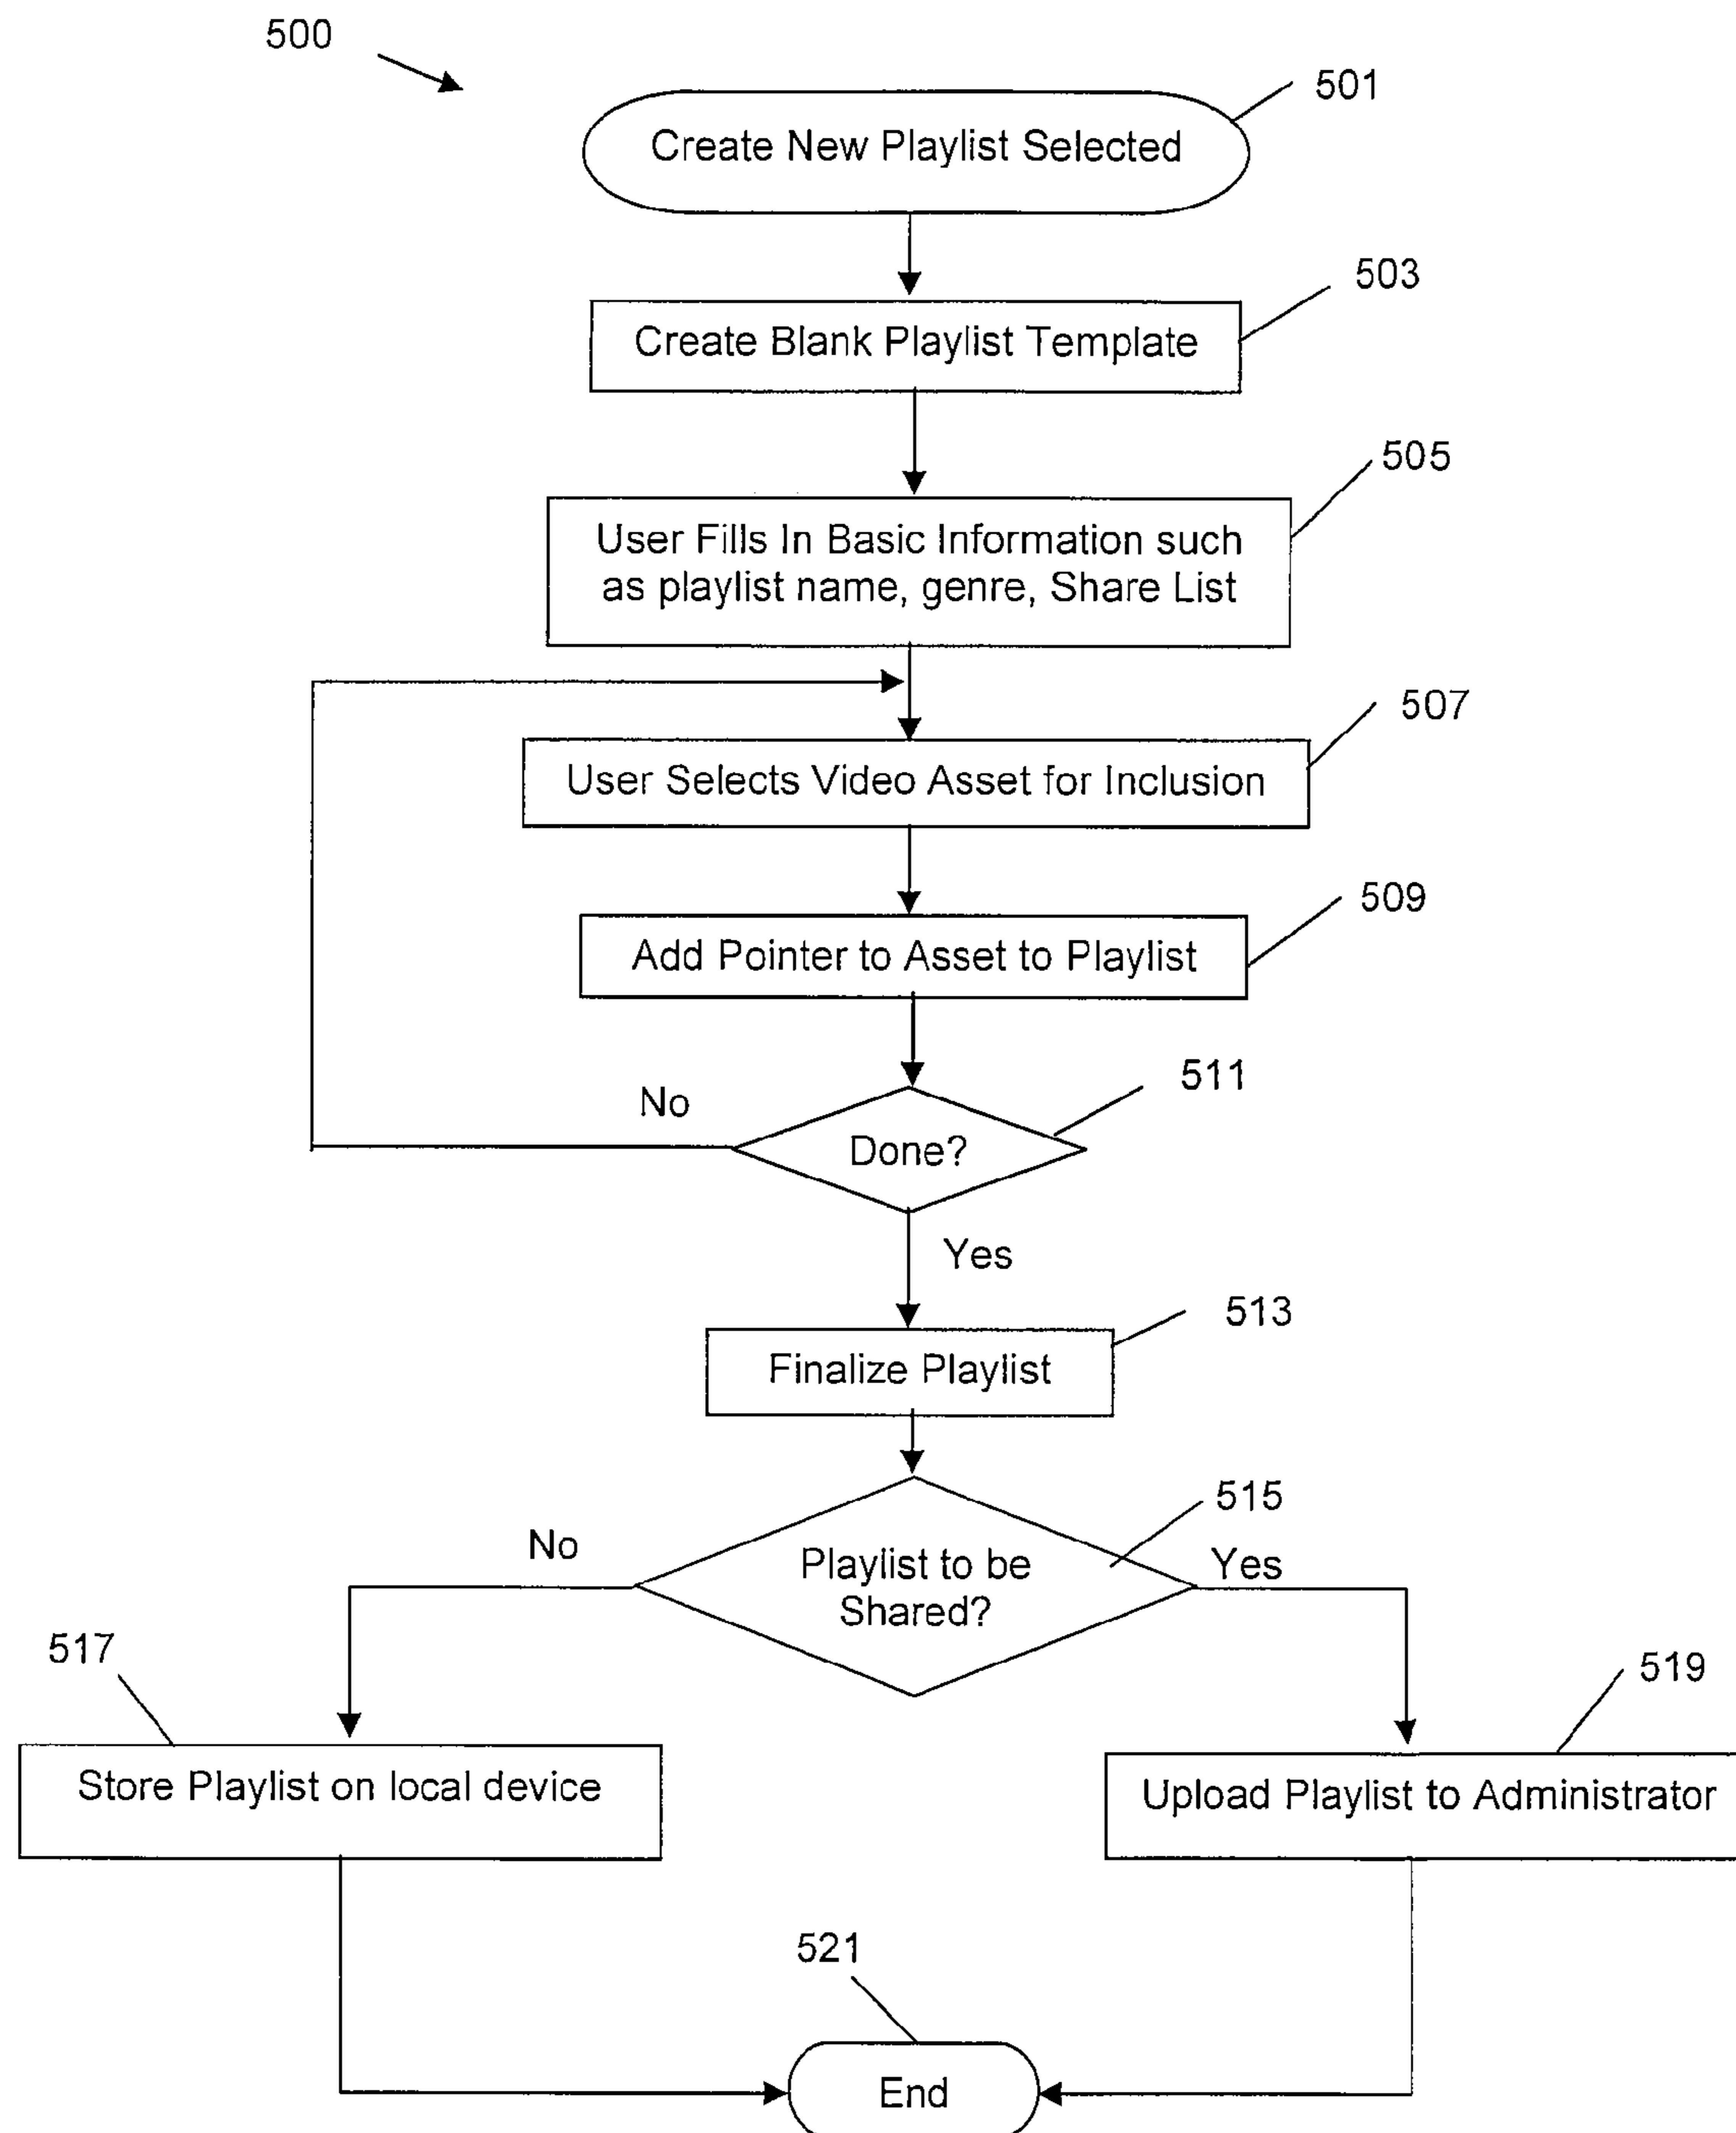 500
501
Create New Playlist Selected
503
Create Blank Playlist Template
505
User Fills In Basic Information such
as playlist name, genre, Share List
507
User Selects Video Asset for Inclusion
509
Add Pointer to Asset to Playlist
511
No
Done?
Yes
513
Finalize Playlist
515
No
Playlist to be
Shared?
Yes
517
519
Store Playlist on local device
Upload Playlist to Administrator
521
End